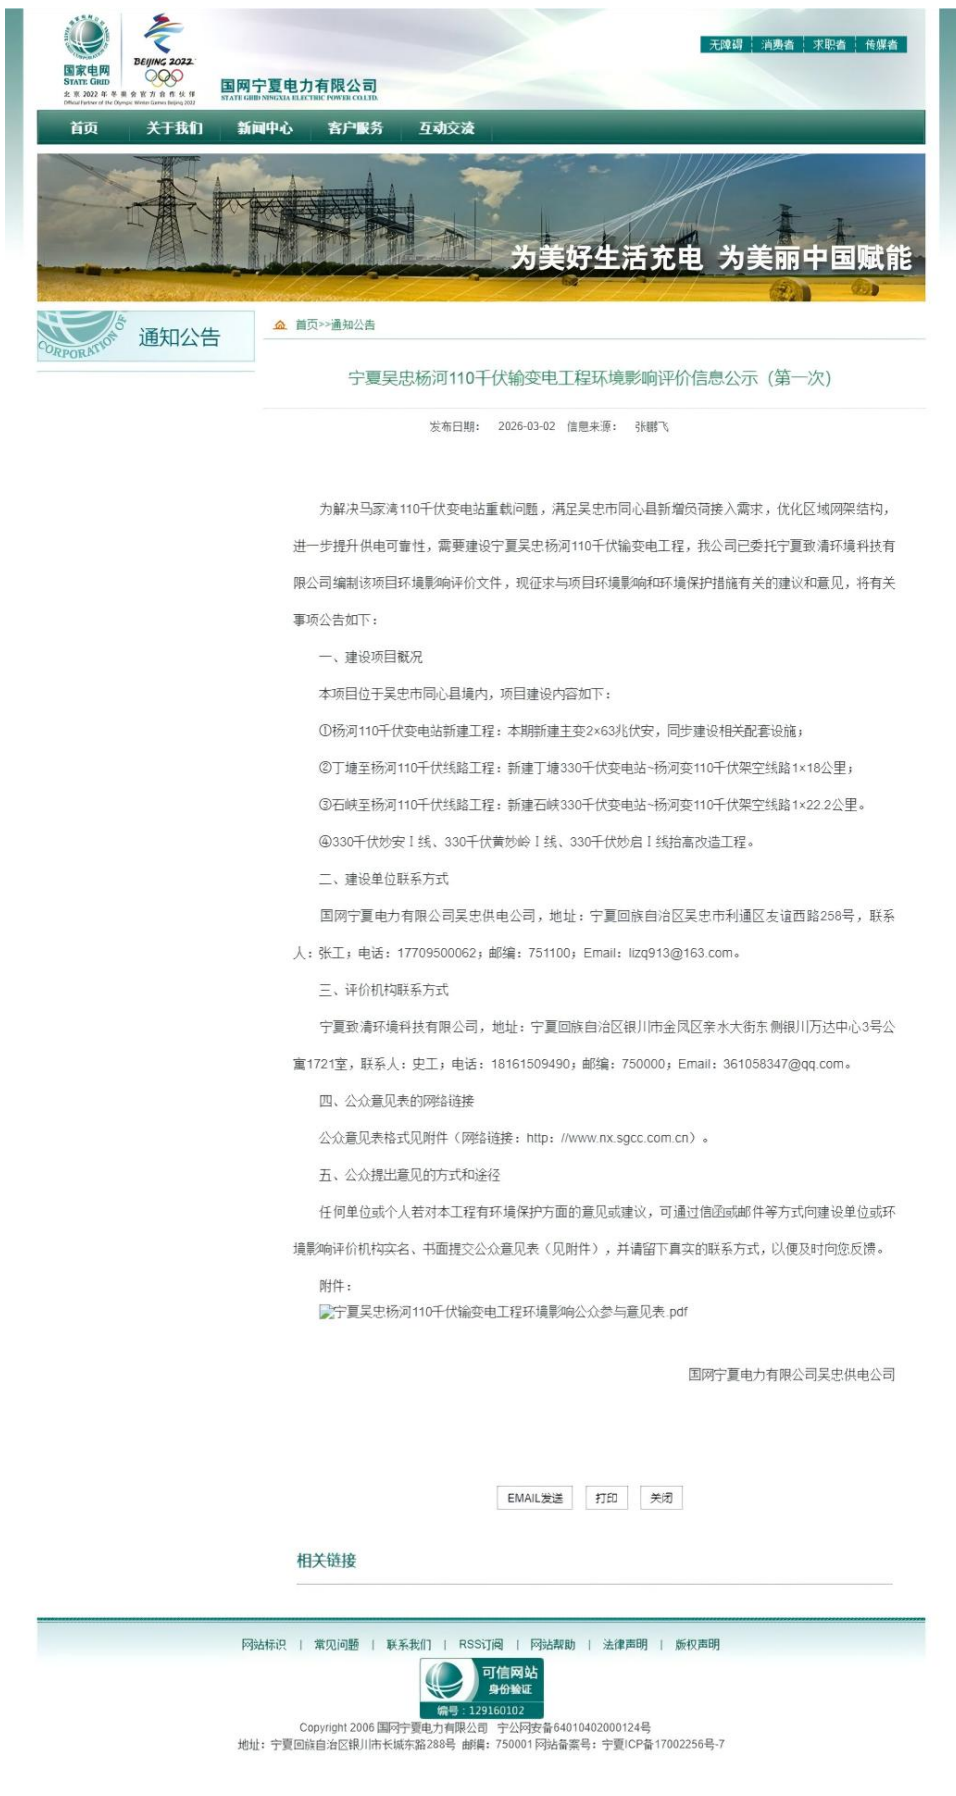 国家电网
STATE GRID
CORPORATION OF CHINA
BEIJING 2022
北京2022年冬奥会官方合作伙伴
Official Partner of the Olympic Winter Games Beijing 2022
国网宁夏电力有限公司
STATE GRID NINGXIA ELECTRIC POWER CO.LTD.
无障碍 消费者 求职者 传媒者
首页 关于我们 新闻中心 客户服务 互动交流
为美好生活充电 为美丽中国赋能
CORPORATION OF
通知公告
首页>>通知公告
宁夏吴忠杨河110千伏输变电工程环境影响评价信息公示（第一次）
发布日期： 2026-03-02 信息来源： 张鹏飞
为解决马家湾110千伏变电站重载问题，满足吴忠市同心县新增负荷接入需求，优化区域网架结构，
进一步提升供电可靠性，需要建设宁夏吴忠杨河110千伏输变电工程，我公司已委托宁夏致清环境科技有
限公司编制该项目环境影响评价文件，现征求与项目环境影响和环境保护措施有关的建议和意见，将有关
事项公告如下：
一、建设项目概况
本项目位于吴忠市同心县境内，项目建设内容如下：
①杨河110千伏变电站新建工程：本期新建主变2×63兆伏安，同步建设相关配套设施；
②丁塘至杨河110千伏线路工程：新建丁塘330千伏变电站~杨河变110千伏架空线路1×18公里；
③石峡至杨河110千伏线路工程：新建石峡330千伏变电站~杨河变110千伏架空线路1×22.2公里。
④330千伏妙安Ⅰ线、330千伏黄妙岭Ⅰ线、330千伏妙启Ⅰ线抬高改造工程。
二、建设单位联系方式
国网宁夏电力有限公司吴忠供电公司，地址：宁夏回族自治区吴忠市利通区友谊西路258号，联系
人：张工；电话：17709500062；邮编：751100；Email：lizq913@163.com。
三、评价机构联系方式
宁夏致清环境科技有限公司，地址：宁夏回族自治区银川市金凤区亲水大街东侧银川万达中心3号公
寓1721室，联系人：史工；电话：18161509490；邮编：750000；Email：361058347@qq.com。
四、公众意见表的网络链接
公众意见表格式见附件（网络链接：http：//www.nx.sgcc.com.cn）。
五、公众提出意见的方式和途径
任何单位或个人若对本工程有环境保护方面的意见或建议，可通过信函或邮件等方式向建设单位或环
境影响评价机构实名、书面提交公众意见表（见附件），并请留下真实的联系方式，以便及时向您反馈。
附件：
宁夏吴忠杨河110千伏输变电工程环境影响公众参与意见表.pdf
国网宁夏电力有限公司吴忠供电公司
EMAIL发送 打印 关闭
相关链接
网站标识 | 常见问题 | 联系我们 | RSS订阅 | 网站帮助 | 法律声明 | 版权声明
可信网站
身份验证
编号：129160102
Copyright 2006 国网宁夏电力有限公司 宁公网安备64010402000124号
地址：宁夏回族自治区银川市长城东路288号 邮编：750001 网站备案号：宁夏ICP备17002256号-7